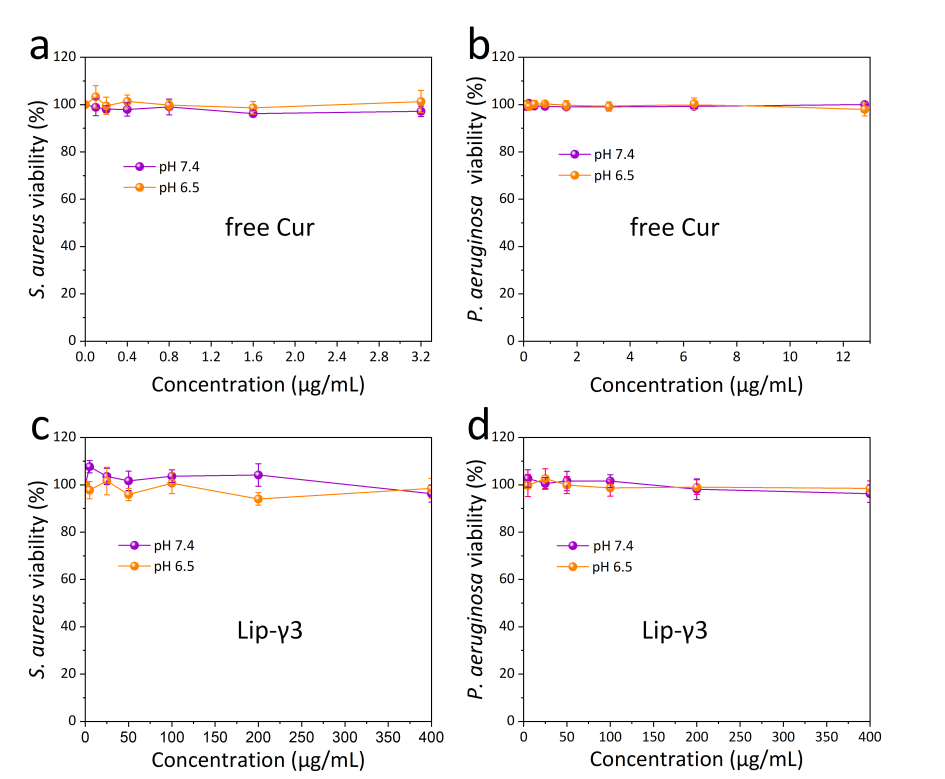 a
120
100
80
60
40
20
0
S. aureus viability (%)
pH 7.4
pH 6.5
free Cur
0.0 0.4 0.8 1.2 1.6 2.0 2.4 2.8 3.2
Concentration (µg/mL)
b
120
100
80
60
40
20
0
P. aeruginosa viability (%)
pH 7.4
pH 6.5
free Cur
0 2 4 6 8 10 12
Concentration (µg/mL)
c
120
100
80
60
40
20
0
S. aureus viability (%)
pH 7.4
pH 6.5
Lip-γ3
0 50 100 150 200 250 300 350 400
Concentration (µg/mL)
d
120
100
80
60
40
20
0
P. aeruginosa viability (%)
pH 7.4
pH 6.5
Lip-γ3
0 50 100 150 200 250 300 350 400
Concentration (µg/mL)